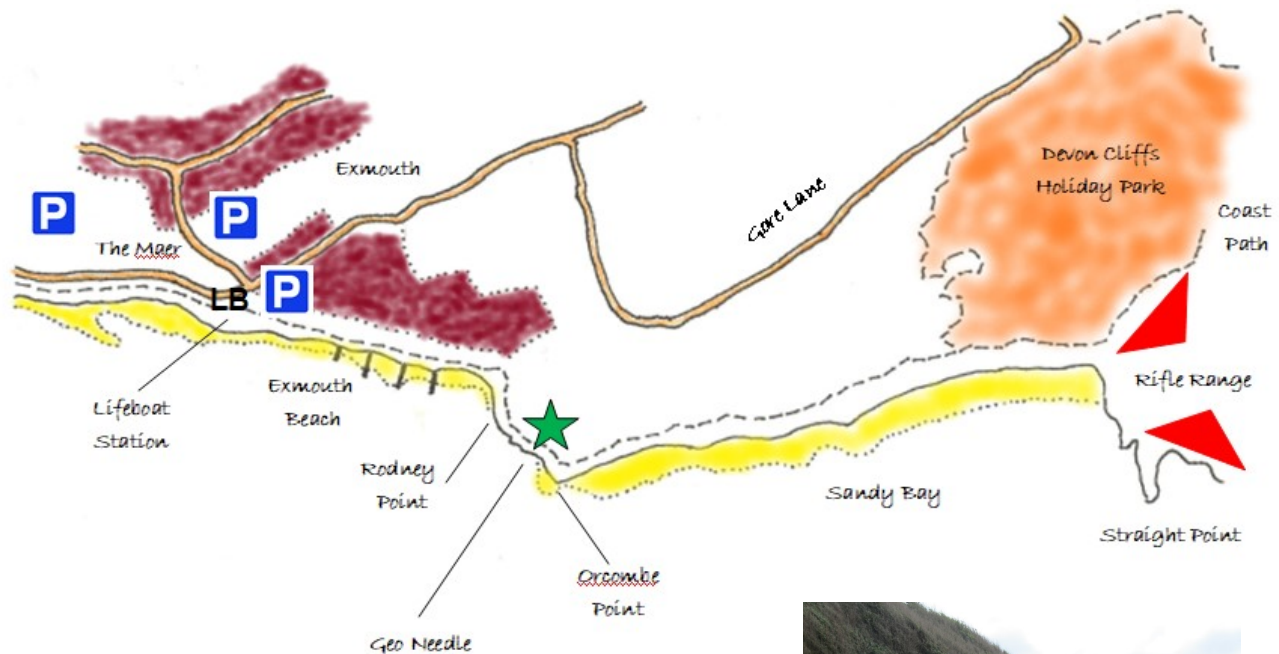 Exmouth
Devon Cliffs
Holiday Park
Gore Lane
P
P
Coast
Path
The Maer
P
LB
Rifle Range
Exmouth
Beach
Lifeboat
Station
Rodney
Point
Sandy Bay
Straight Point
Orcombe
Point
Geo Needle